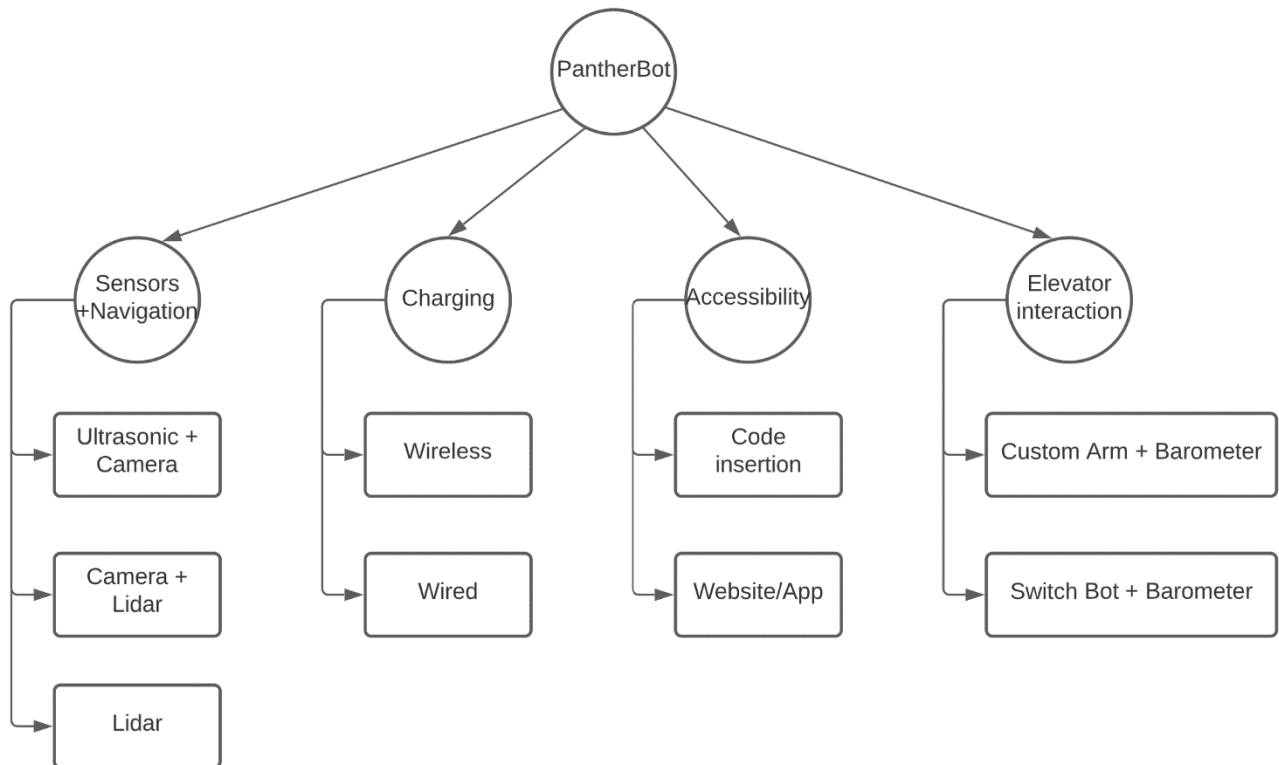 PantherBot
Sensors
+Navigation
Charging
Accessibility
Elevator
interaction
Ultrasonic +
Camera
Wireless
Code
insertion
Custom Arm + Barometer
Camera +
Lidar
Wired
Website/App
Switch Bot + Barometer
Lidar